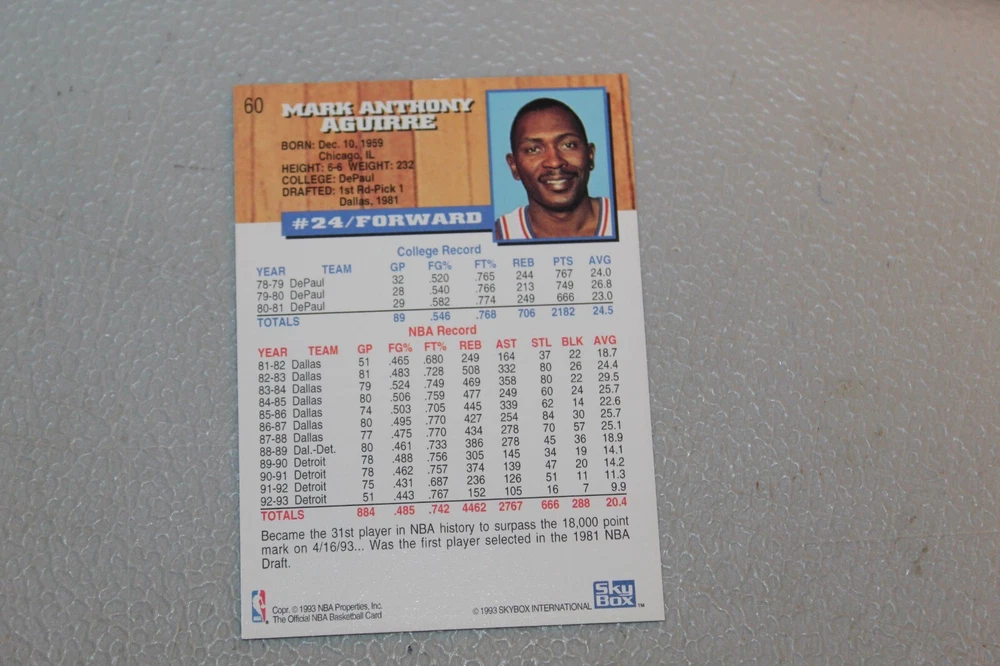 60
MARK ANTHONY
AGUIRRE
BORN: Dec. 10, 1959
Chicago, IL
HEIGHT: 6-6 WEIGHT: 232
COLLEGE: DePaul
DRAFTED: 1st Rd-Pick 1
Dallas, 1981
#24/FORWARD
College Record
YEAR TEAM GP FG% FT% REB PTS AVG
78-79 DePaul 32 .520 .765 244 767 24.0
79-80 DePaul 28 .540 .766 213 749 26.8
80-81 DePaul 29 .582 .774 249 666 23.0
TOTALS 89 .546 .768 706 2182 24.5
NBA Record
YEAR TEAM GP FG% FT% REB AST STL BLK AVG
81-82 Dallas 51 .465 .680 249 164 37 22 18.7
82-83 Dallas 81 .483 .728 508 332 80 26 24.4
83-84 Dallas 79 .524 .749 469 358 80 22 29.5
84-85 Dallas 80 .506 .759 477 249 60 24 25.7
85-86 Dallas 74 .503 .705 445 339 62 14 22.6
86-87 Dallas 80 .495 .770 427 254 84 30 25.7
87-88 Dallas 77 .475 .770 434 278 70 57 25.1
88-89 Dal.-Det. 80 .461 .733 386 278 45 36 18.9
89-90 Detroit 78 .488 .756 305 145 34 19 14.1
90-91 Detroit 78 .462 .757 374 139 47 20 14.2
91-92 Detroit 75 .431 .687 236 126 51 11 11.3
92-93 Detroit 51 .443 .767 152 105 16 7 9.9
TOTALS 884 .485 .742 4462 2767 666 288 20.4
Became the 31st player in NBA history to surpass the 18,000 point
mark on 4/16/93... Was the first player selected in the 1981 NBA
Draft.
Copr. © 1993 NBA Properties, Inc.
The Official NBA Basketball Card
© 1993 SKYBOX INTERNATIONAL
Sky
Box ™